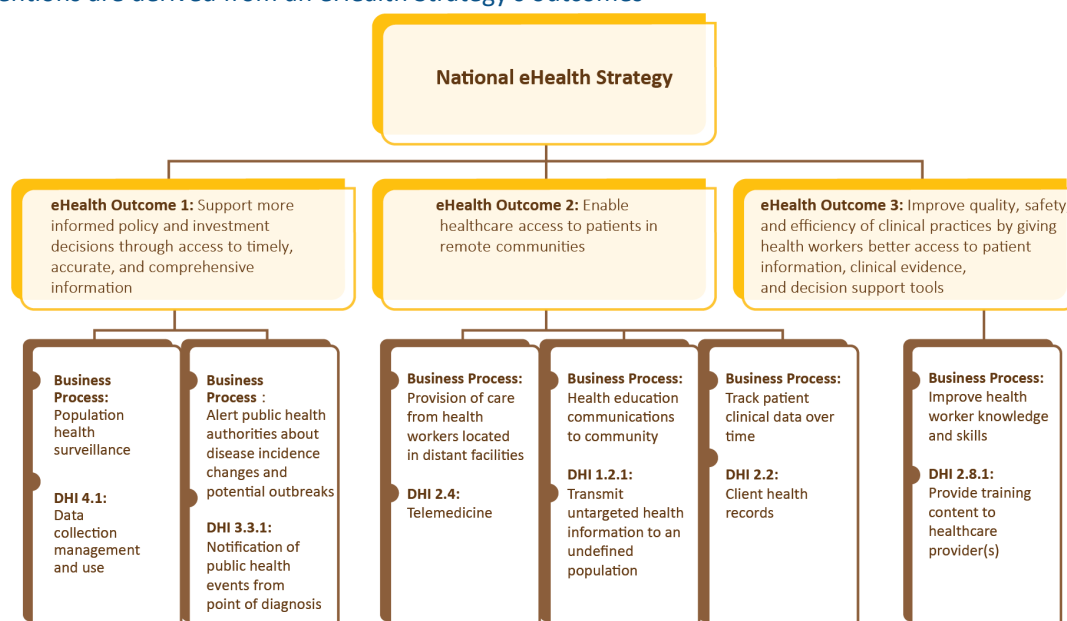 entions are derived from an eHealth Strategy's outcomes
National eHealth Strategy
eHealth Outcome 1: Support more
informed policy and investment
decisions through access to timely,
accurate, and comprehensive
information
eHealth Outcome 2: Enable
healthcare access to patients in
remote communities
eHealth Outcome 3: Improve quality, safety
and efficiency of clinical practices by giving
health workers better access to patient
information, clinical evidence,
and decision support tools
Business
Process:
Population
health
surveillance
DHI 4.1:
Data
collection
management
and use
Business
Process :
Alert public health
authorities about
disease incidence
changes and
potential outbreaks
DHI 3.3.1:
Notification of
public health
events from
point of diagnosis
Business Process:
Provision of care
from health
workers located
in distant facilities
DHI 2.4:
Telemedicine
Business Process:
Health education
communications
to community
DHI 1.2.1:
Transmit
untargeted health
information to an
undefined
population
Business Process:
Track patient
clinical data over
time
DHI 2.2:
Client health
records
Business Process:
Improve health
worker knowledge
and skills
DHI 2.8.1:
Provide training
content to
healthcare
provider(s)